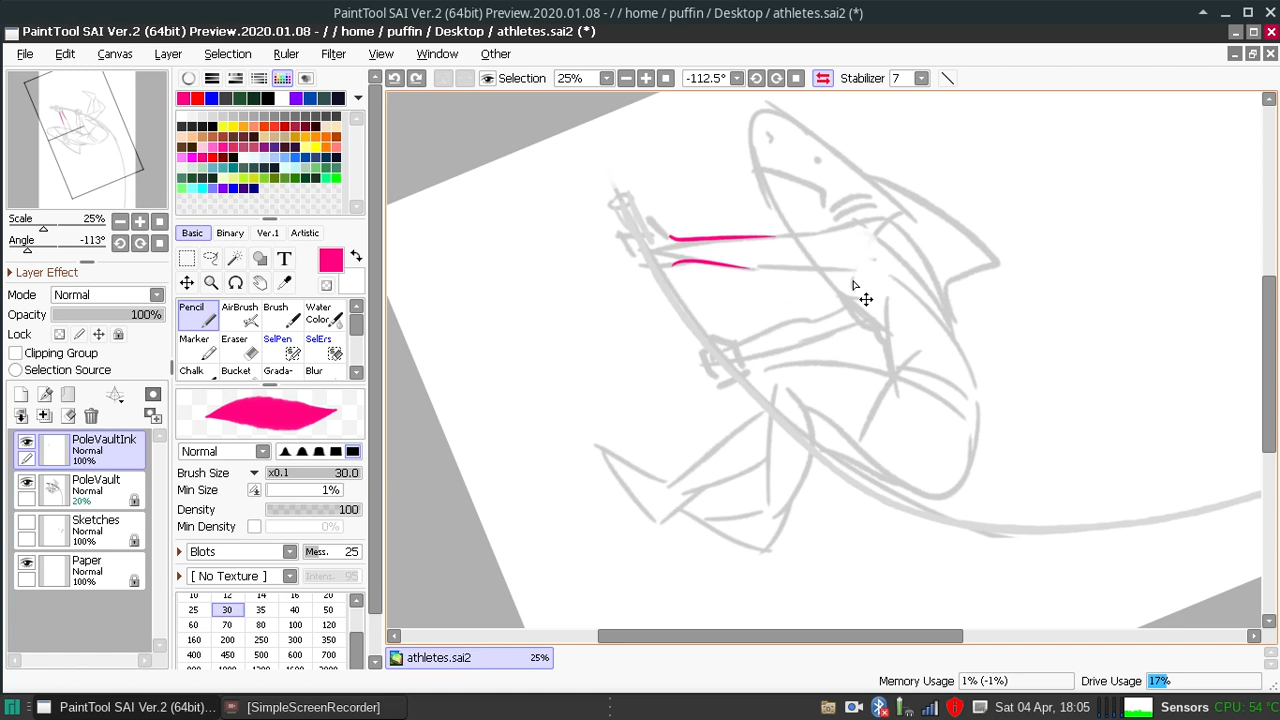 PaintTool SAI Ver.2 (64bit) Preview.2020.01.08 - / / home / puffin / Desktop / athletes.sai2 (*)
PaintTool SAI Ver.2 (64bit) Preview.2020.01.08 - / / home / puffin / Desktop / athletes.sai2 (*)
File Edit Canvas Layer Selection Ruler Filter View Window Other
Selection 25% -112.5° Stabilizer 7
Scale 25%
Angle -113°
Layer Effect
Mode Normal
Opacity 100%
Lock
Clipping Group
Selection Source
PoleVaultInk
Normal
100%
PoleVault
Normal
20%
Sketches
Normal
100%
Paper
Normal
100%
Basic Binary Ver.1 Artistic
T
Pencil AirBrush Brush Water Color
Marker Eraser SelPen SelErs
Chalk Bucket Grada- Blur
Normal
Brush Size x0.1 30.0
Min Size 1%
Density 100
Min Density 0%
Blots Mess. 25
[ No Texture ] Intens. 95
10 12 14 16 20
25 30 35 40 50
60 70 80 100 120
160 200 250 300 350
400 450 500 600 700
athletes.sai2 25%
Memory Usage 1% (-1%) Drive Usage 17%
PaintTool SAI Ver.2 (64bit)... [SimpleScreenRecorder] Sat 04 Apr, 18:05 Sensors CPU: 54 °C